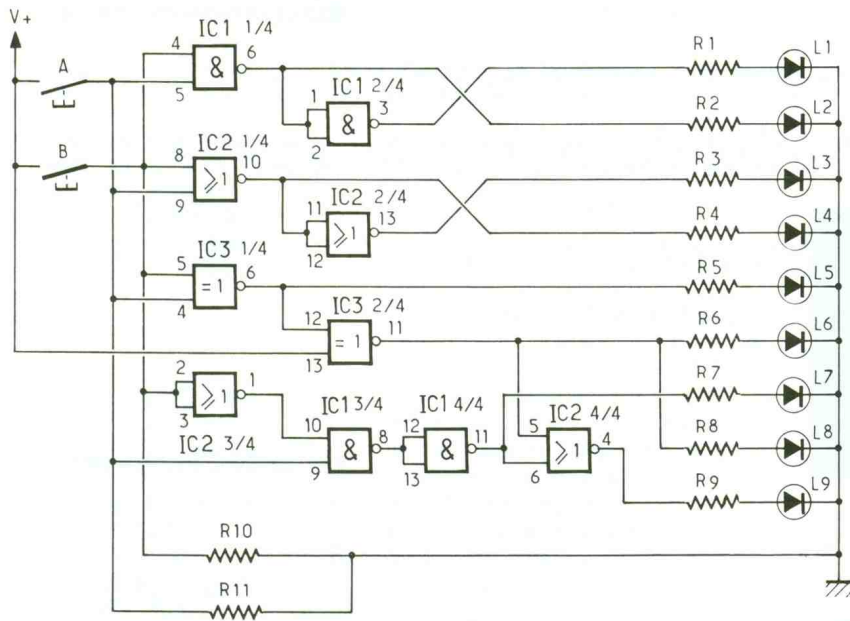 V+
IC1 1/4
4
6
&
5
A
R1
L1
IC1 2/4
1
3
&
2
R2
L2
B
IC2 1/4
8
10
≥1
9
R3
L3
IC2 2/4
11
13
≥1
12
R4
L4
IC3 1/4
5
6
=1
4
R5
L5
IC3 2/4
12
11
=1
13
R6
L6
2
1
≥1
3
IC2 3/4
R7
L7
IC1 3/4
10
8
&
9
IC1 4/4
12
11
&
13
IC2 4/4
5
4
≥1
6
R8
L8
R9
L9
R10
R11